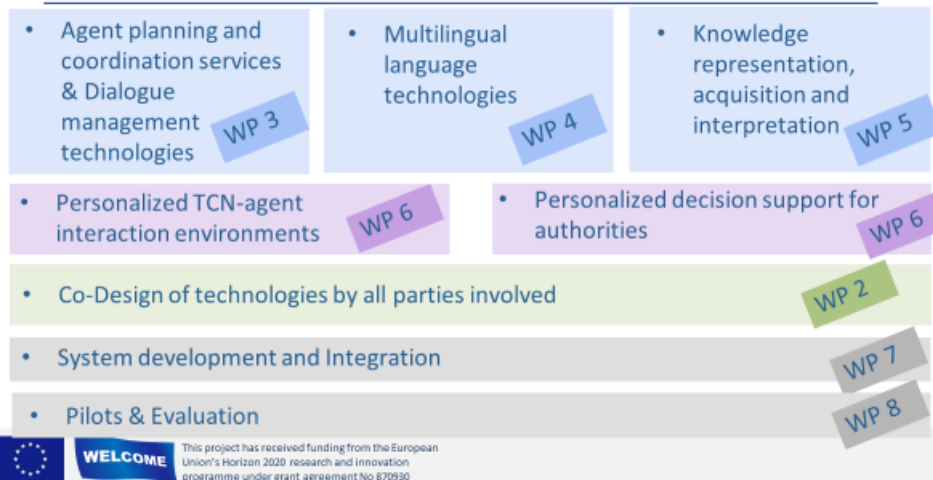 • Agent planning and
coordination services
& Dialogue
management
technologies
WP 3
• Multilingual
language
technologies
WP 4
• Knowledge
representation,
acquisition and
interpretation
WP 5
• Personalized TCN-agent
interaction environments
WP 6
• Personalized decision support for
authorities
WP 6
• Co-Design of technologies by all parties involved
WP 2
• System development and Integration
WP 7
• Pilots & Evaluation
WP 8
WELCOME
This project has received funding from the European
Union's Horizon 2020 research and innovation
programme under grant agreement No 870930